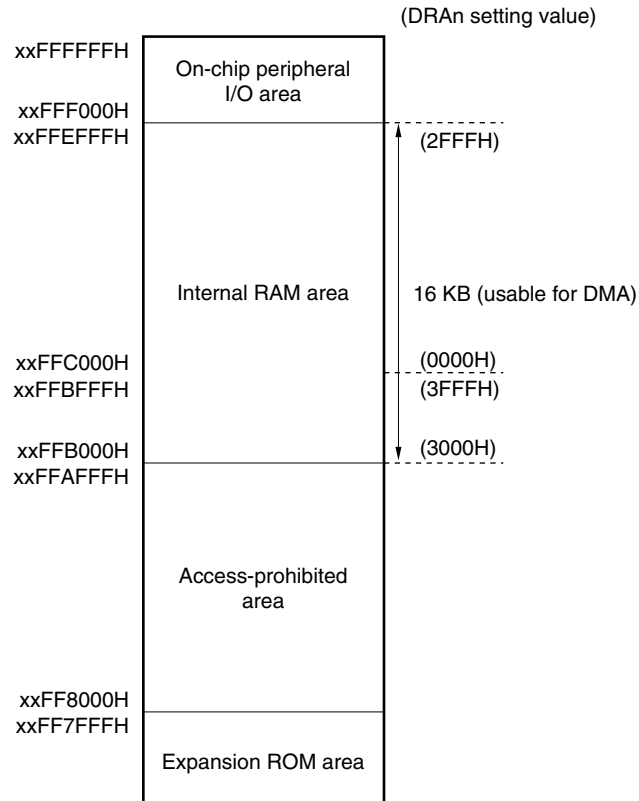 (DRAn setting value)
xxFFFFFFH
On-chip peripheral
I/O area
xxFFF000H
xxFFEFFFH
(2FFFH)
Internal RAM area
16 KB (usable for DMA)
xxFFC000H
(0000H)
xxFFBFFFH
(3FFFH)
xxFFB000H
(3000H)
xxFFAFFFH
Access-prohibited
area
xxFF8000H
xxFF7FFFH
Expansion ROM area